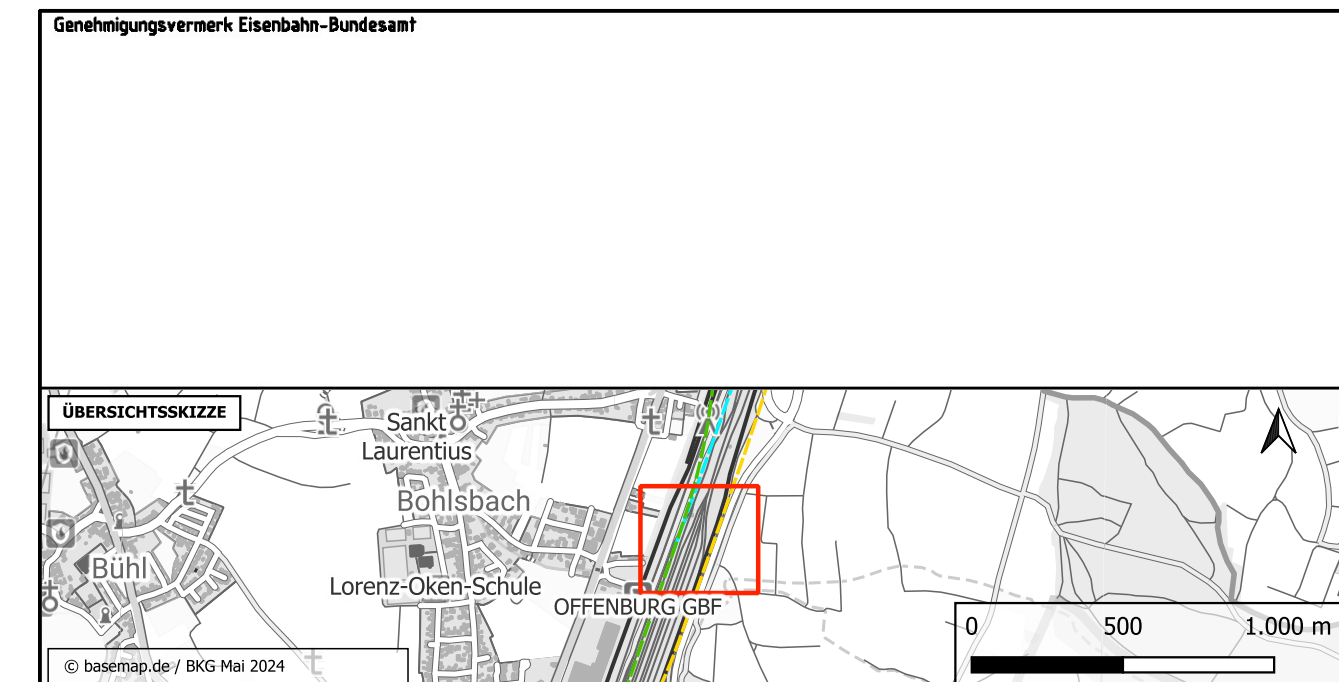 Genehmigungsvermerk Eisenbahn-Bundesamt
ÜBERSICHTSSKIZZE
Sankt
Laurentius
Bohlsbach
Bühl
Lorenz-Oken-Schule
OFFENBURG GBF
0 500 1.000 m
© basemap.de / BKG Mai 2024